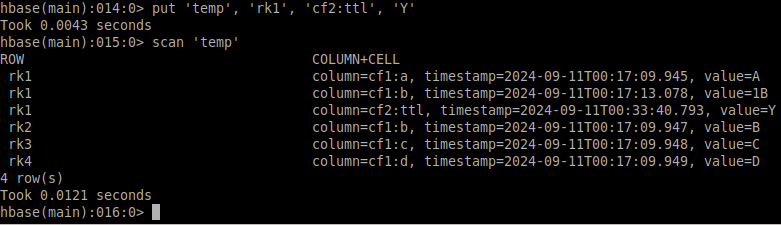 hbase(main):014:0> put 'temp', 'rk1', 'cf2:ttl', 'Y'
Took 0.0043 seconds
hbase(main):015:0> scan 'temp'
ROW COLUMN+CELL
rk1 column=cf1:a, timestamp=2024-09-11T00:17:09.945, value=A
rk1 column=cf1:b, timestamp=2024-09-11T00:17:13.078, value=1B
rk1 column=cf2:ttl, timestamp=2024-09-11T00:33:40.793, value=Y
rk2 column=cf1:b, timestamp=2024-09-11T00:17:09.947, value=B
rk3 column=cf1:c, timestamp=2024-09-11T00:17:09.948, value=C
rk4 column=cf1:d, timestamp=2024-09-11T00:17:09.949, value=D
4 row(s)
Took 0.0121 seconds
hbase(main):016:0>